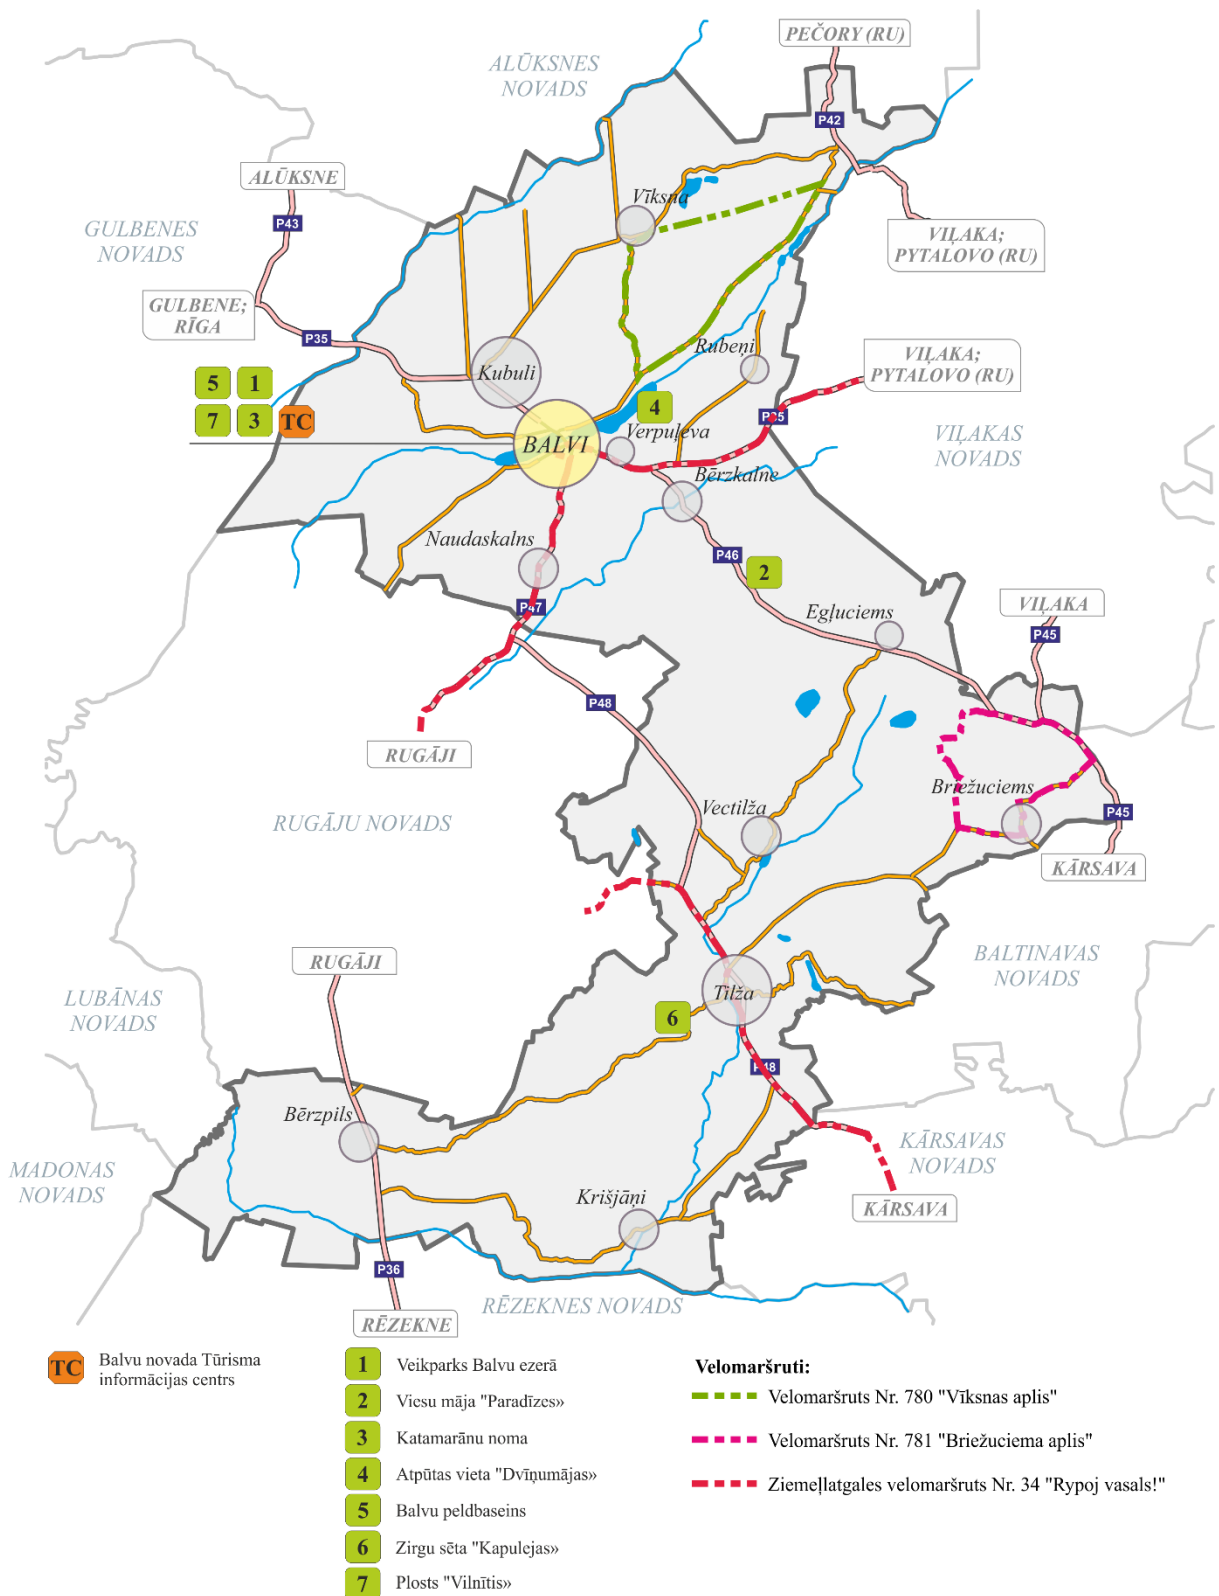 PEČORY (RU)
ALŪKSNES
NOVADS
P42
ALŪKSNE
P43
Vīksna
GULBENES
NOVADS
VIĻAKA;
PYTALOVO (RU)
GULBENE;
RĪGA
P35
Rubeņi
VIĻAKA;
PYTALOVO (RU)
Kubuli
5
1
7
3
TC
4
P35
BALVI
Verpuļeva
VIĻAKAS
NOVADS
Bērzkalne
Naudaskalns
P46
2
P47
Egļuciems
VIĻAKA
P45
P48
RUGĀJI
Briežuciems
RUGĀJU NOVADS
Vectilža
P45
KĀRSAVA
RUGĀJI
BALTINAVAS
NOVADS
LUBĀNAS
NOVADS
Tilža
6
P48
Bērzpils
KĀRSAVAS
NOVADS
MADONAS
NOVADS
Krišjāņi
KĀRSAVA
P36
RĒZEKNES NOVADS
RĒZEKNE
TC Balvu novada Tūrisma
informācijas centrs
1 Veikparks Balvu ezerā
2 Viesu māja "Paradīzes»
3 Katamarānu noma
4 Atpūtas vieta "Dvīņumājas»
5 Balvu peldbaseins
6 Zirgu sēta "Kapulejas»
7 Plosts "Vilnītis»
Velomaršruti:
Velomaršruts Nr. 780 "Vīksnas aplis"
Velomaršruts Nr. 781 "Briežuciema aplis"
Ziemeļlatgales velomaršruts Nr. 34 "Rypoj vasals!"